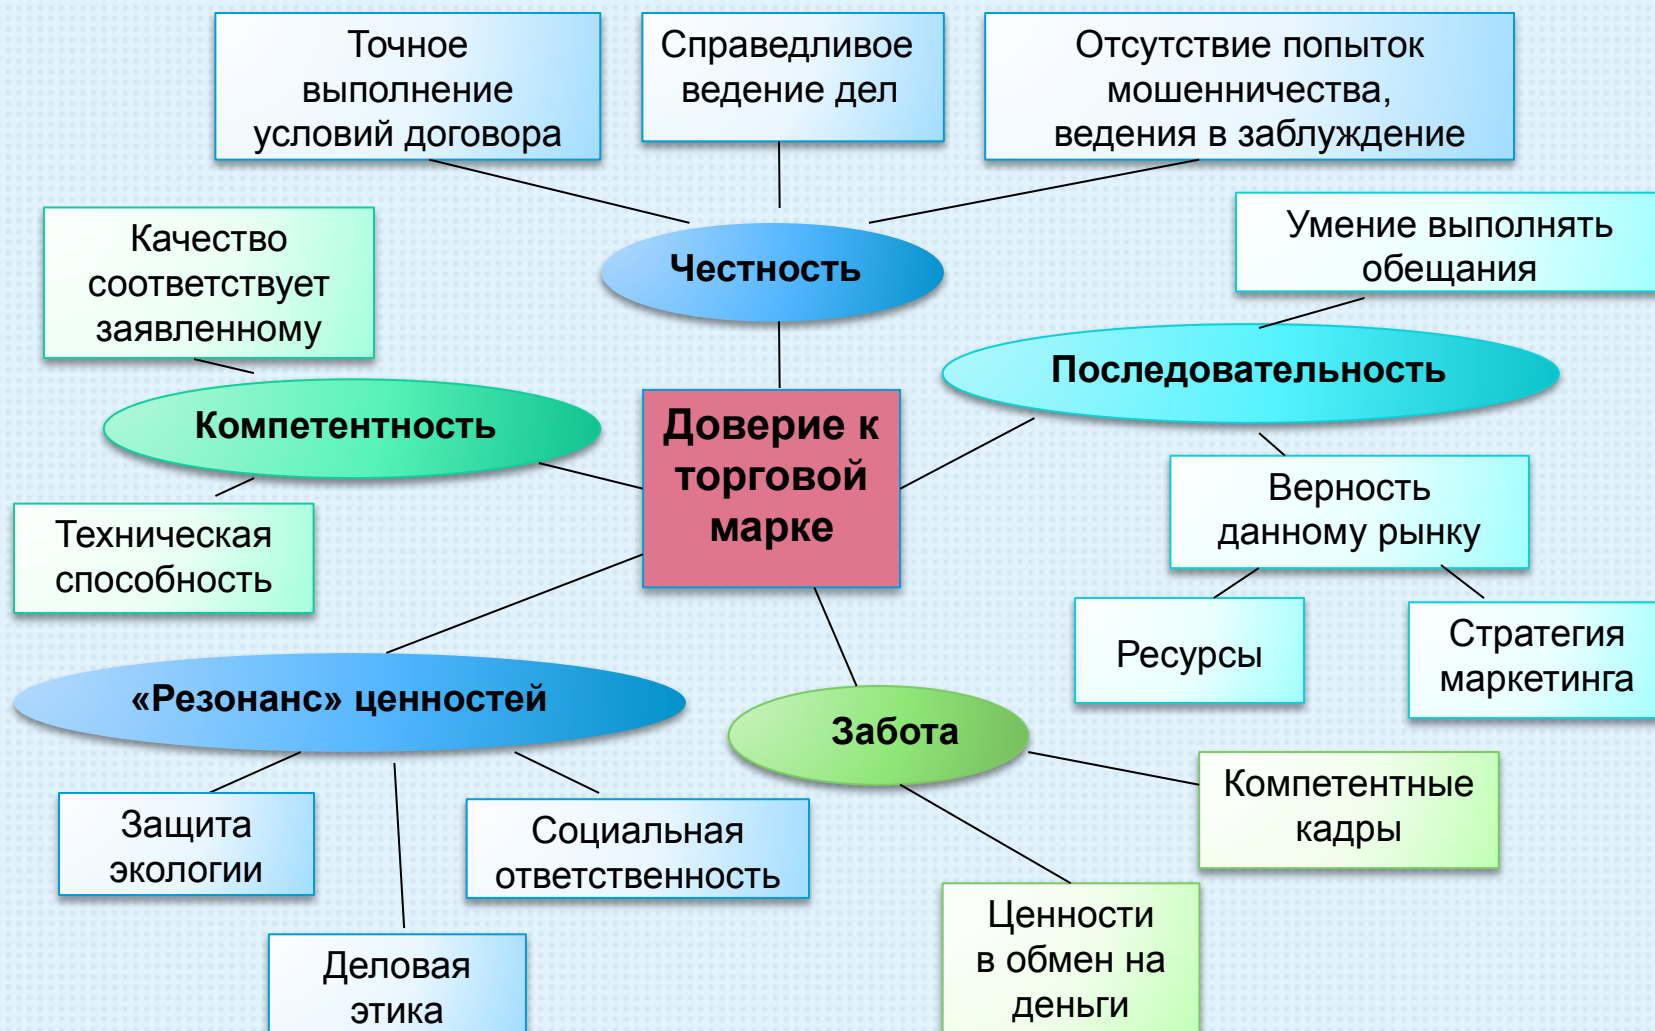 Точное
выполнение
условий договора
Справедливое
ведение дел
Отсутствие попыток
мошенничества,
ведения в заблуждение
Качество
соответствует
заявленному
Честность
Умение выполнять
обещания
Компетентность
Последовательность
Доверие к
торговой
марке
Техническая
способность
Верность
данному рынку
Ресурсы
Стратегия
маркетинга
«Резонанс» ценностей
Забота
Защита
экологии
Социальная
ответственность
Компетентные
кадры
Деловая
этика
Ценности
в обмен на
деньги